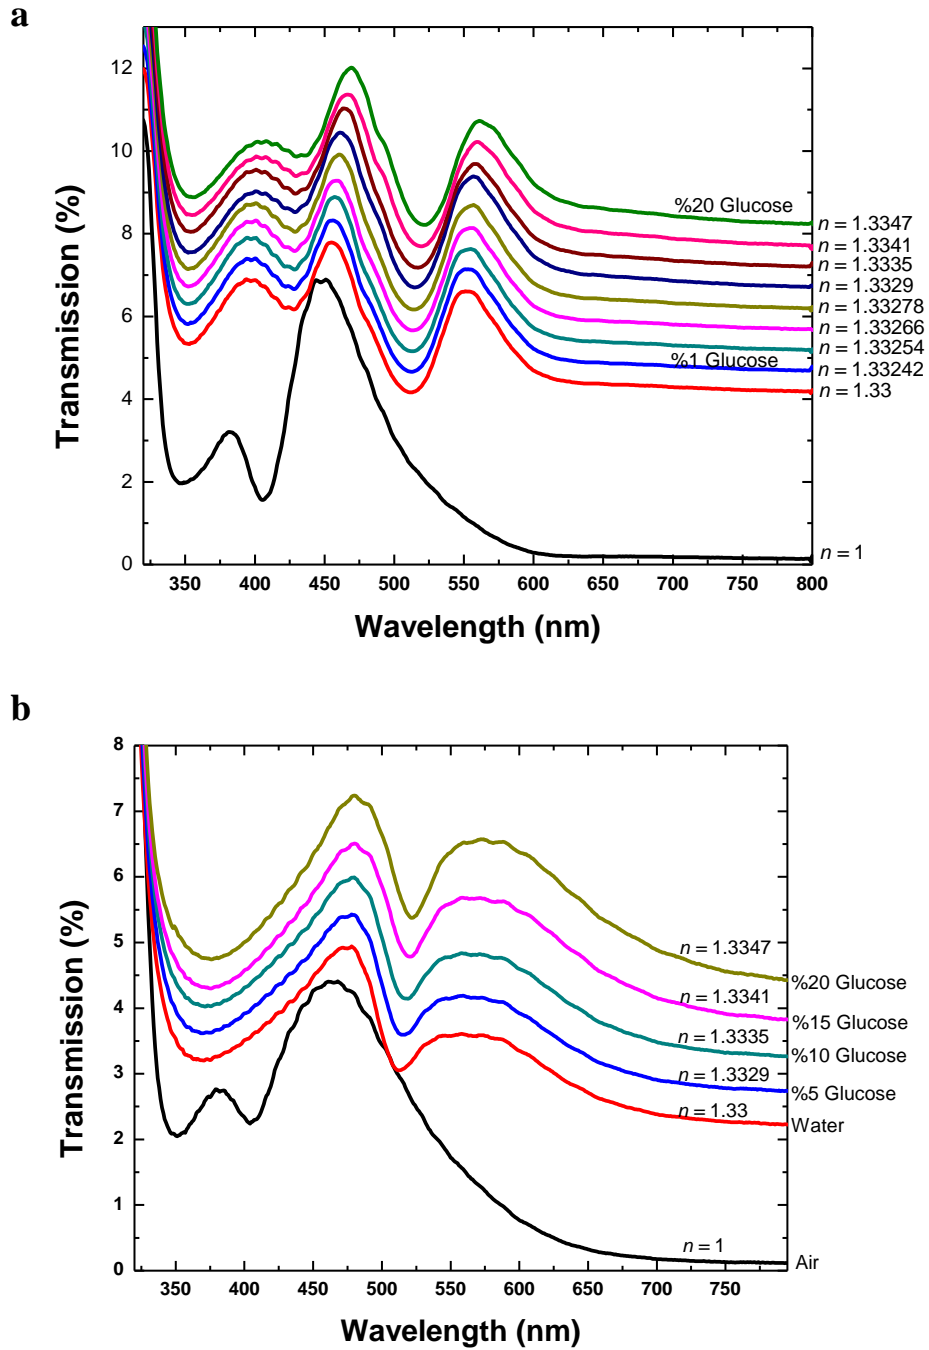 a
Transmission (%)
12
10
8
6
4
2
0
%20 Glucose
n = 1.3347
n = 1.3341
n = 1.3335
n = 1.3329
n = 1.33278
n = 1.33266
n = 1.33254
%1 Glucose
n = 1.33242
n = 1.33
n = 1
350 400 450 500 550 600 650 700 750 800
Wavelength (nm)
b
Transmission (%)
8
7
6
5
4
3
2
1
0
n = 1.3347
%20 Glucose
n = 1.3341
%15 Glucose
n = 1.3335
%10 Glucose
n = 1.3329
%5 Glucose
n = 1.33
Water
n = 1
Air
350 400 450 500 550 600 650 700 750
Wavelength (nm)